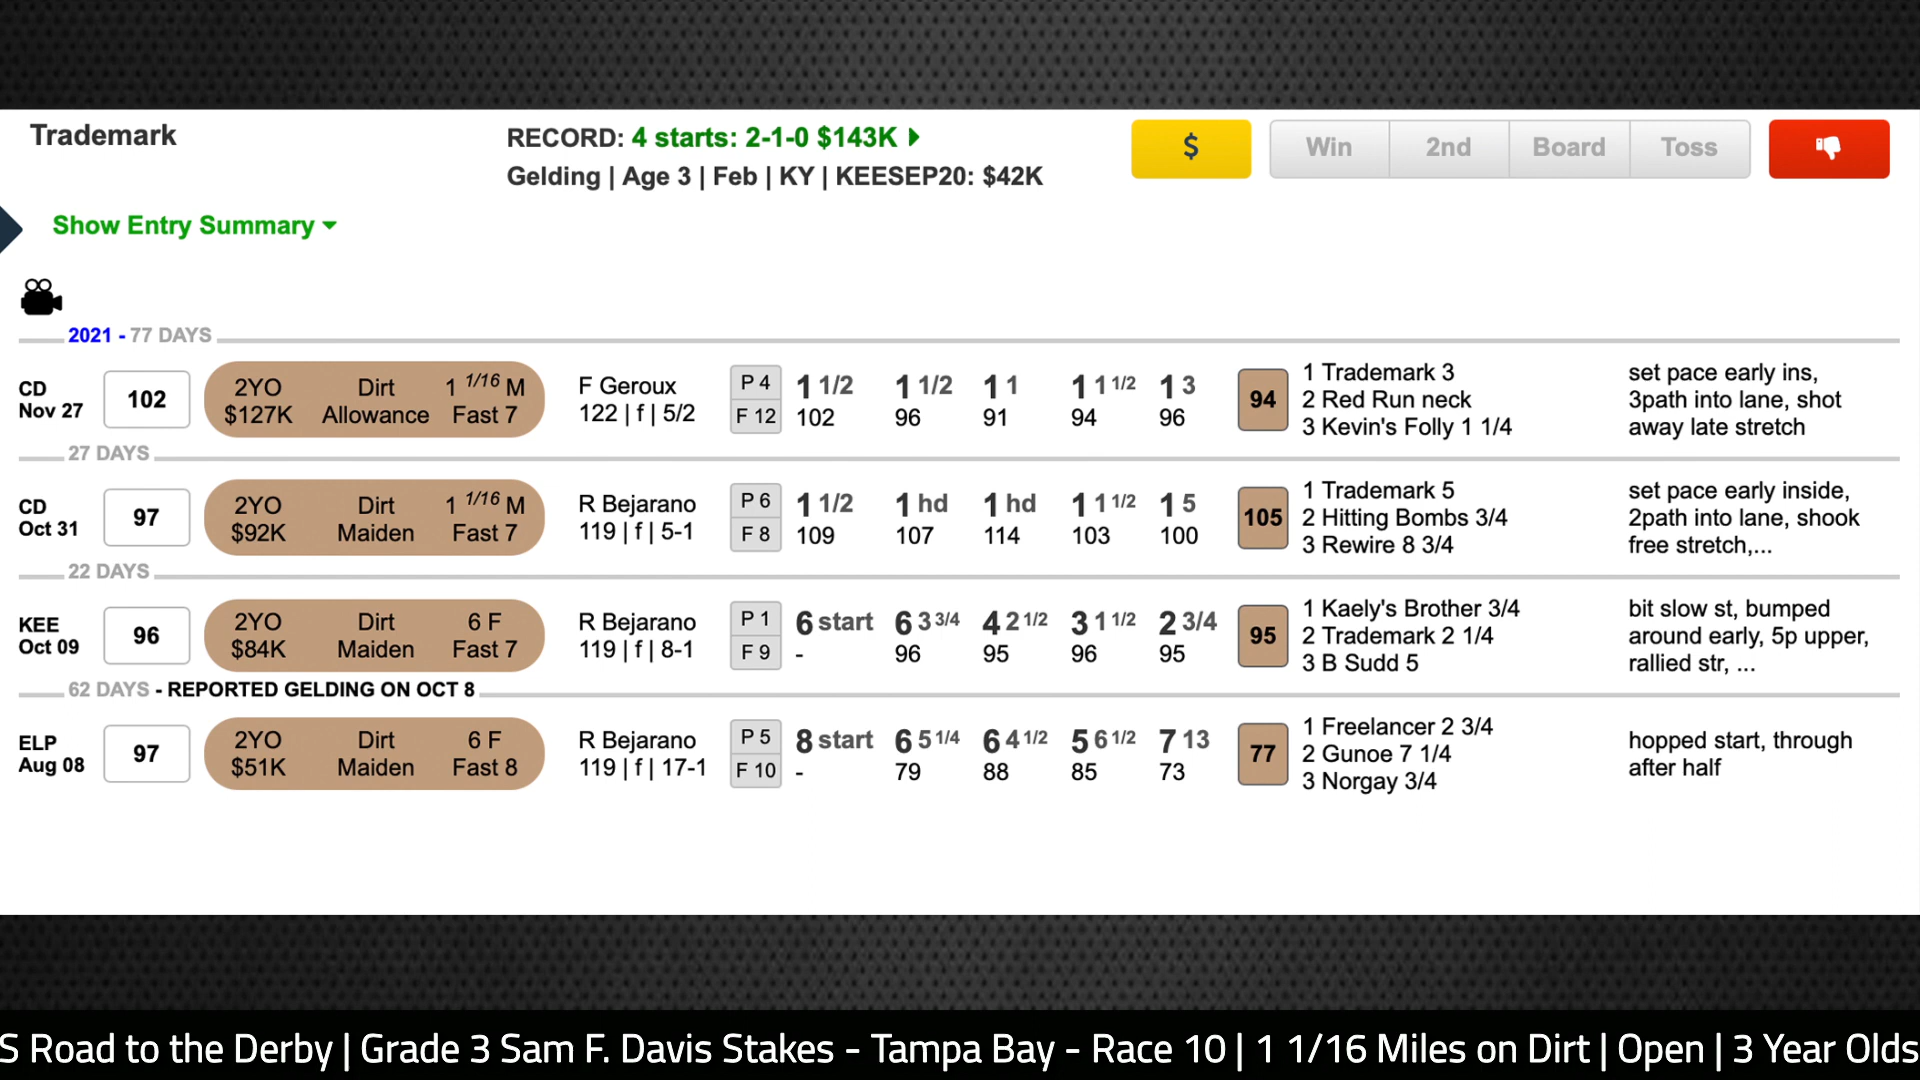 Trademark
RECORD: 4 starts: 2-1-0 $143K
Gelding | Age 3 | Feb | KY | KEESEP20: $42K
$
Win 2nd Board Toss
Show Entry Summary
2021 - 77 DAYS
CD
Nov 27
102
2YO Dirt 1 1/16 M
$127K Allowance Fast 7
F Geroux
122 | f | 5/2
P 4
F 12
1 1/2 1 1/2 1 1 1 1 1/2 1 3
102 96 91 94 96
94
1 Trademark 3
2 Red Run neck
3 Kevin's Folly 1 1/4
set pace early ins,
3path into lane, shot
away late stretch
27 DAYS
CD
Oct 31
97
2YO Dirt 1 1/16 M
$92K Maiden Fast 7
R Bejarano
119 | f | 5-1
P 6
F 8
1 1/2 1 hd 1 hd 1 1 1/2 1 5
109 107 114 103 100
105
1 Trademark 5
2 Hitting Bombs 3/4
3 Rewire 8 3/4
set pace early inside,
2path into lane, shook
free stretch,...
22 DAYS
KEE
Oct 09
96
2YO Dirt 6 F
$84K Maiden Fast 7
R Bejarano
119 | f | 8-1
P 1
F 9
6 start 6 3 3/4 4 2 1/2 3 1 1/2 2 3/4
- 96 95 96 95
95
1 Kaely's Brother 3/4
2 Trademark 2 1/4
3 B Sudd 5
bit slow st, bumped
around early, 5p upper,
rallied str, ...
62 DAYS - REPORTED GELDING ON OCT 8
ELP
Aug 08
97
2YO Dirt 6 F
$51K Maiden Fast 8
R Bejarano
119 | f | 17-1
P 5
F 10
8 start 6 5 1/4 6 4 1/2 5 6 1/2 7 13
- 79 88 85 73
77
1 Freelancer 2 3/4
2 Gunoe 7 1/4
3 Norgay 3/4
hopped start, through
after half
S Road to the Derby | Grade 3 Sam F. Davis Stakes - Tampa Bay - Race 10 | 1 1/16 Miles on Dirt | Open | 3 Year Olds